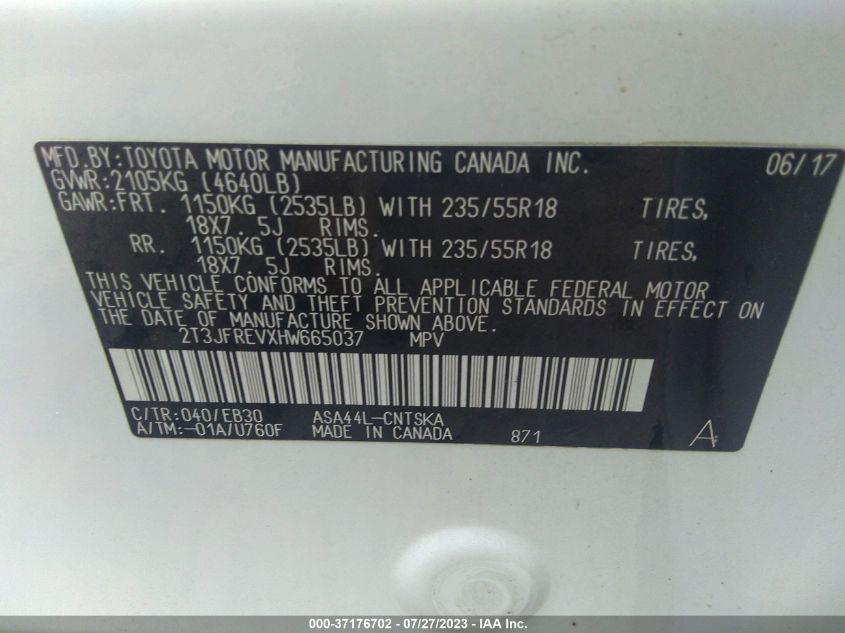 MFD.BY:TOYOTA MOTOR MANUFACTURING CANADA INC. 06/17
GVWR:2105KG (4640LB)
GAWR:FRT. 1150KG (2535LB) WITH 235/55R18 TIRES,
18X7. 5J RIMS.
RR. 1150KG (2535LB) WITH 235/55R18 TIRES,
18X7. 5J RIMS.
THIS VEHICLE CONFORMS TO ALL APPLICABLE FEDERAL MOTOR
VEHICLE SAFETY AND THEFT PREVENTION STANDARDS IN EFFECT ON
THE DATE OF MANUFACTURE SHOWN ABOVE.
2T3JFREVXHW665037 MPV
C/TR:040/EB30 ASA44L-CNTSKA
A/TM:-01A/U760F MADE IN CANADA 871 A
000-37176702 - 07/27/2023 - IAA Inc.